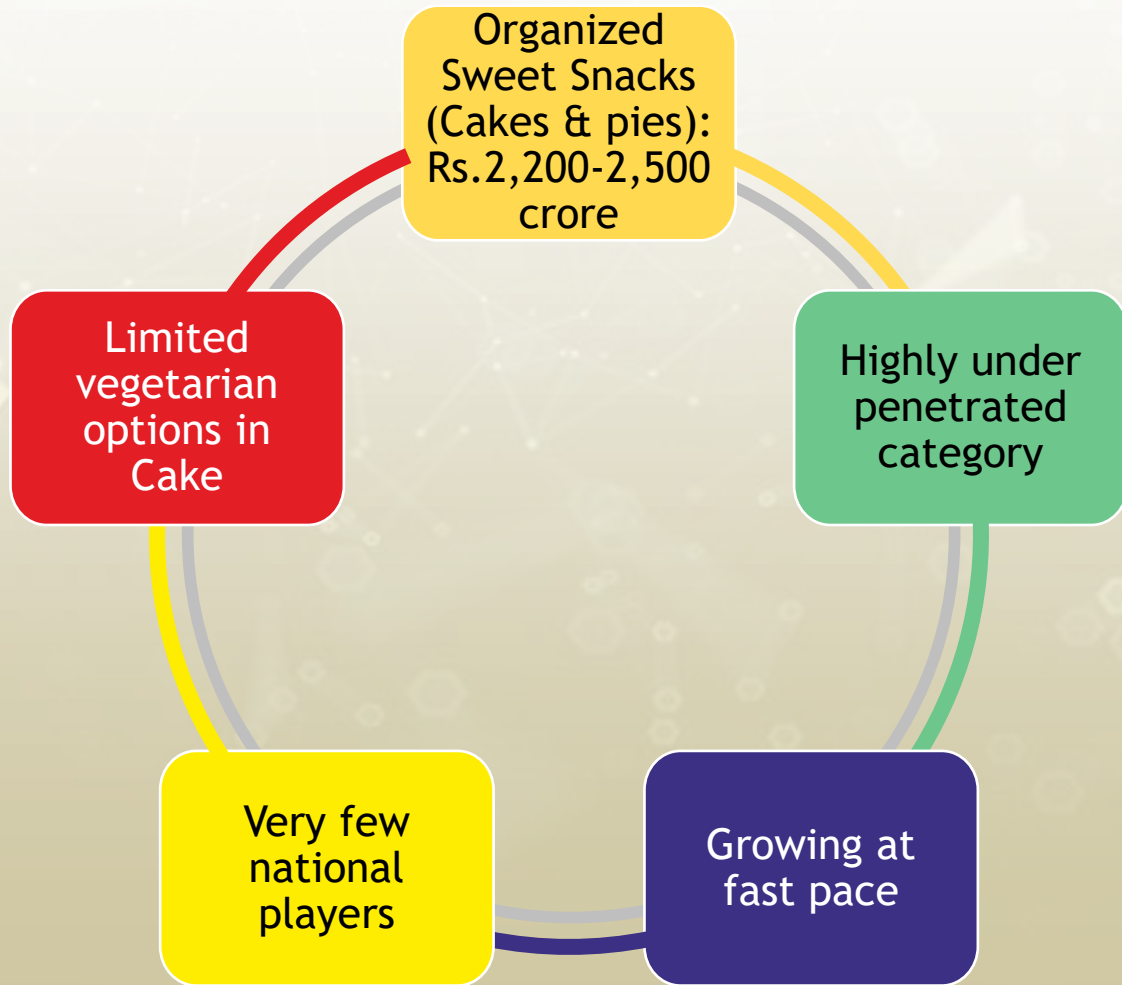 Organized
Sweet Snacks
(Cakes & pies):
Rs.2,200-2,500
crore
Highly under
penetrated
category
Growing at
fast pace
Very few
national
players
Limited
vegetarian
options in
Cake